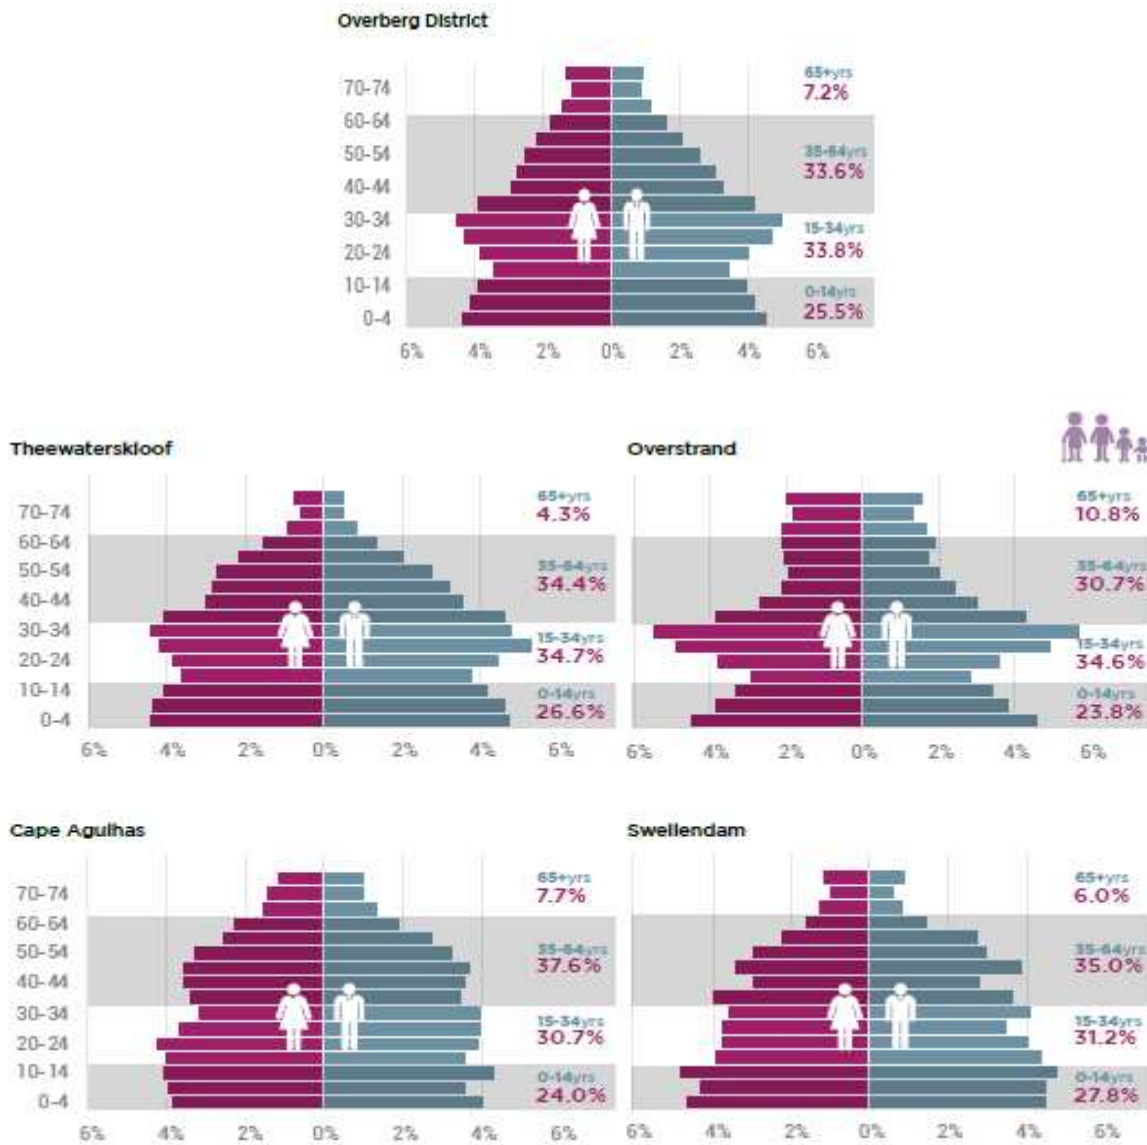 Overberg District
65+yrs
70-74
7.2%
60-64
50-54
35-64yrs
33.6%
40-44
30-34
15-34yrs
20-24
33.8%
10-14
0-14yrs
25.5%
0-4
6% 4% 2% 0% 2% 4% 6%
Theewaterskloof
65+yrs
70-74
4.3%
60-64
50-54
35-64yrs
34.4%
40-44
30-34
15-34yrs
20-24
34.7%
10-14
0-14yrs
26.6%
0-4
6% 4% 2% 0% 2% 4% 6%
Overstrand
65+yrs
10.8%
35-64yrs
30.7%
15-34yrs
34.6%
0-14yrs
23.8%
6% 4% 2% 0% 2% 4% 6%
Cape Agulhas
65+yrs
70-74
7.7%
60-64
50-54
35-64yrs
37.6%
40-44
30-34
15-34yrs
20-24
30.7%
10-14
0-14yrs
24.0%
0-4
6% 4% 2% 0% 2% 4% 6%
Swellendam
65+yrs
6.0%
35-64yrs
35.0%
15-34yrs
31.2%
0-14yrs
27.8%
6% 4% 2% 0% 2% 4% 6%